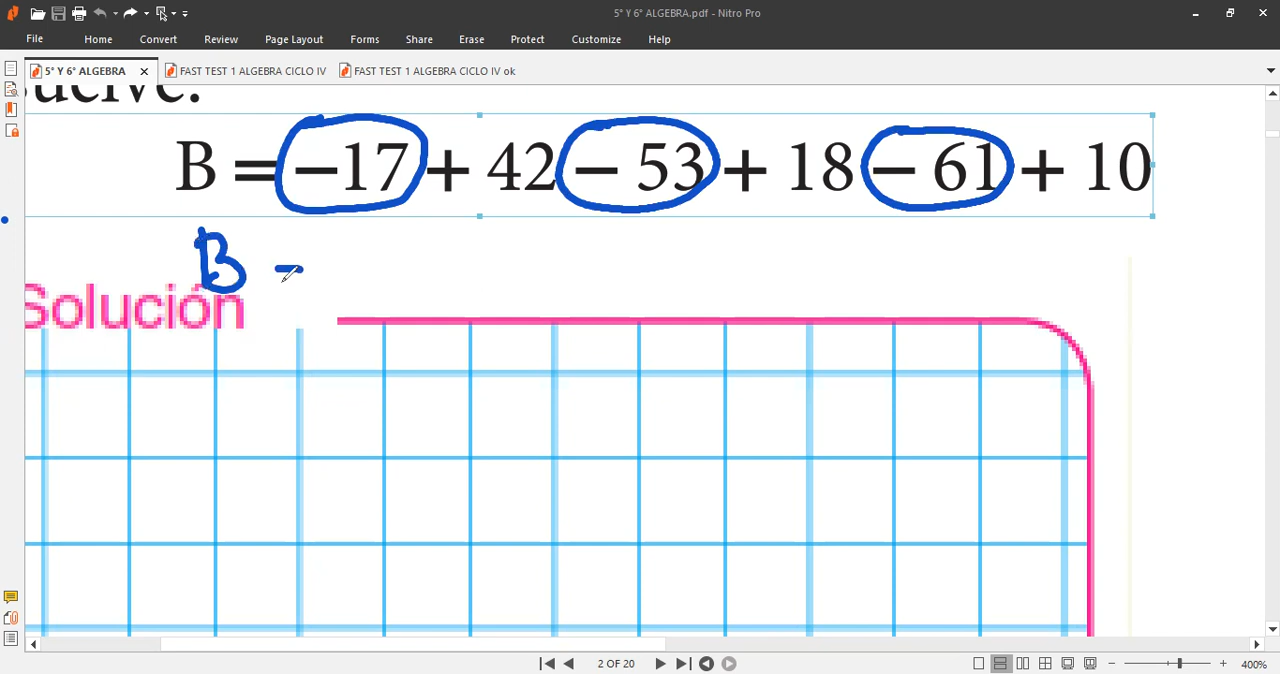 5° Y 6° ALGEBRA.pdf - Nitro Pro
File Home Convert Review Page Layout Forms Share Erase Protect Customize Help
5° Y 6° ALGEBRA FAST TEST 1 ALGEBRA CICLO IV FAST TEST 1 ALGEBRA CICLO IV ok
B = −17 + 42 − 53 + 18 − 61 + 10
B
Solución
2 OF 20 400%